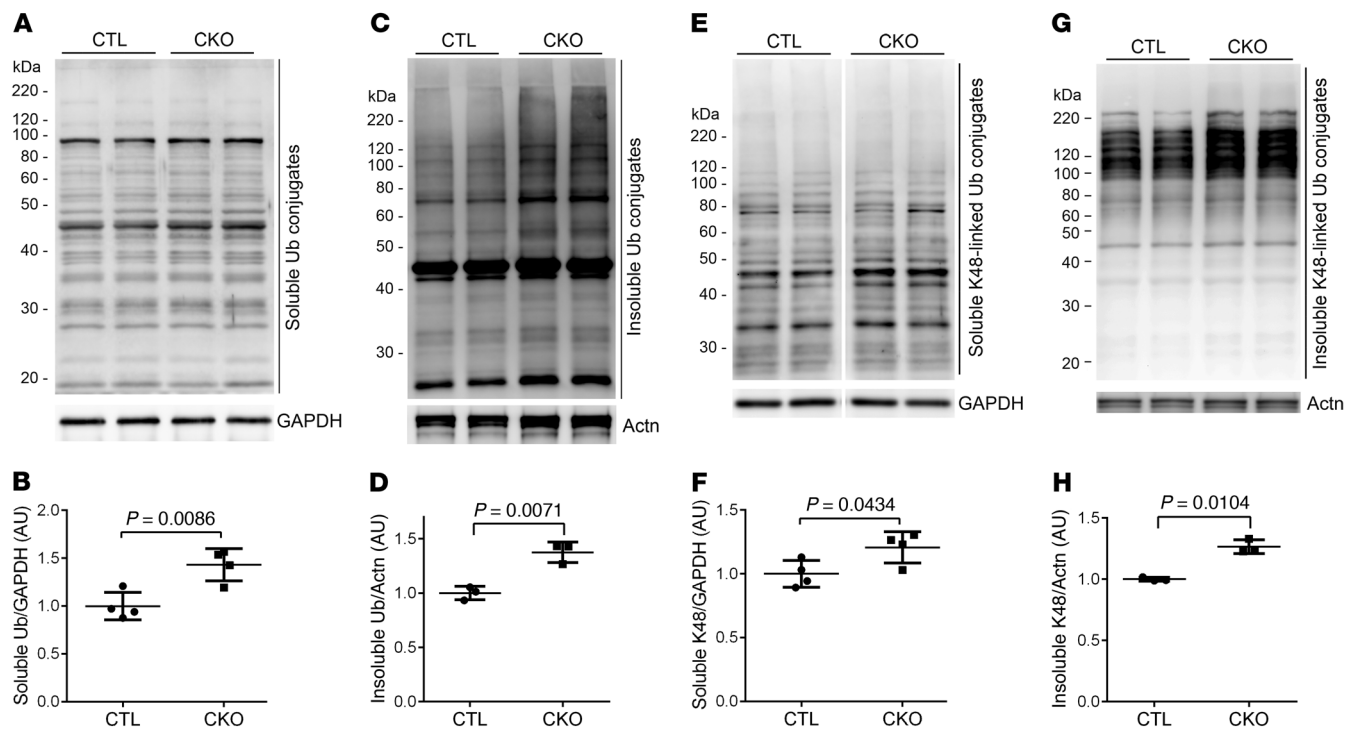 A
CTL CKO
kDa
220 -
120 -
100 -
80 -
60 -
50 -
40 -
30 -
20 -
Soluble Ub conjugates
GAPDH
C
CTL CKO
kDa
220 -
120 -
100 -
80 -
60 -
50 -
40 -
30 -
Insoluble Ub conjugates
Actn
E
CTL CKO
kDa
220 -
120 -
100 -
80 -
60 -
50 -
40 -
30 -
Soluble K48-linked Ub conjugates
GAPDH
G
CTL CKO
kDa
220 -
120 -
100 -
80 -
60 -
50 -
40 -
30 -
20 -
Insoluble K48-linked Ub conjugates
Actn
B
Soluble Ub/GAPDH (AU)
2.0
1.5
1.0
0.5
0.0
P = 0.0086
CTL CKO
D
Insoluble Ub/Actn (AU)
1.5
1.0
0.5
0.0
P = 0.0071
CTL CKO
F
Soluble K48/GAPDH (AU)
1.5
1.0
0.5
0.0
P = 0.0434
CTL CKO
H
Insoluble K48/Actn (AU)
1.5
1.0
0.5
0.0
P = 0.0104
CTL CKO